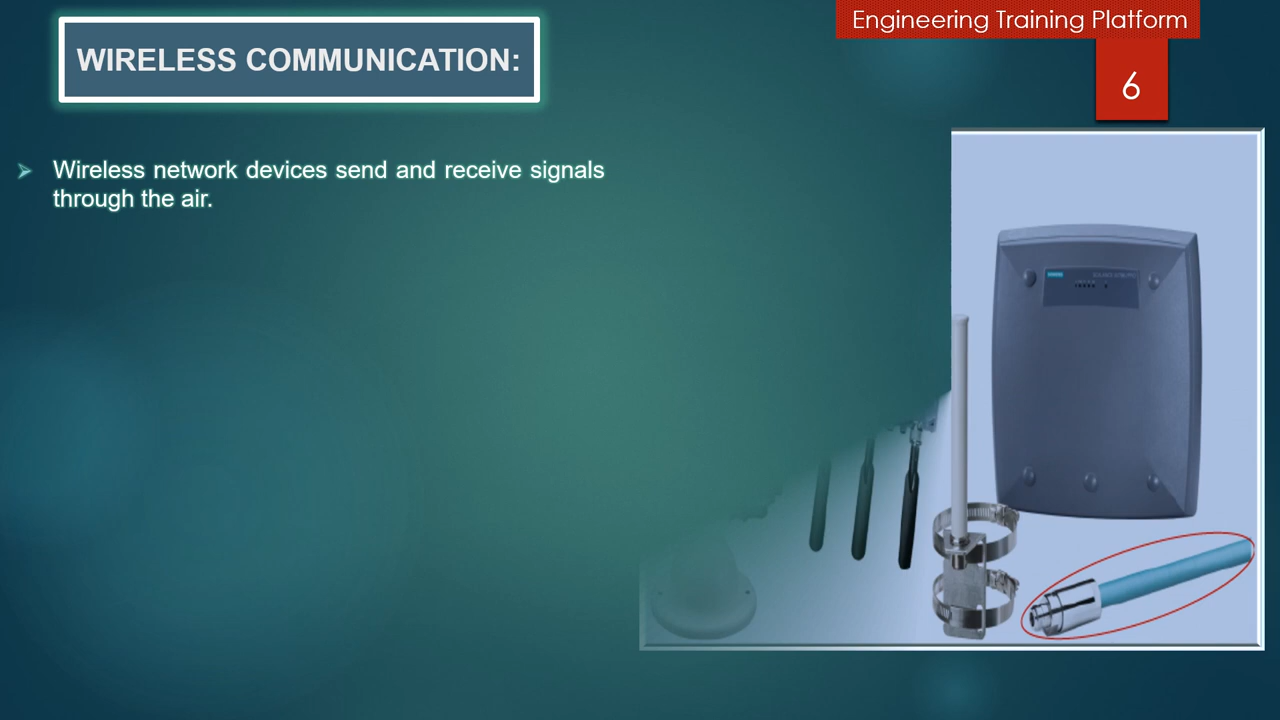 Engineering Training Platform
WIRELESS COMMUNICATION:
6
➢ Wireless network devices send and receive signals
through the air.